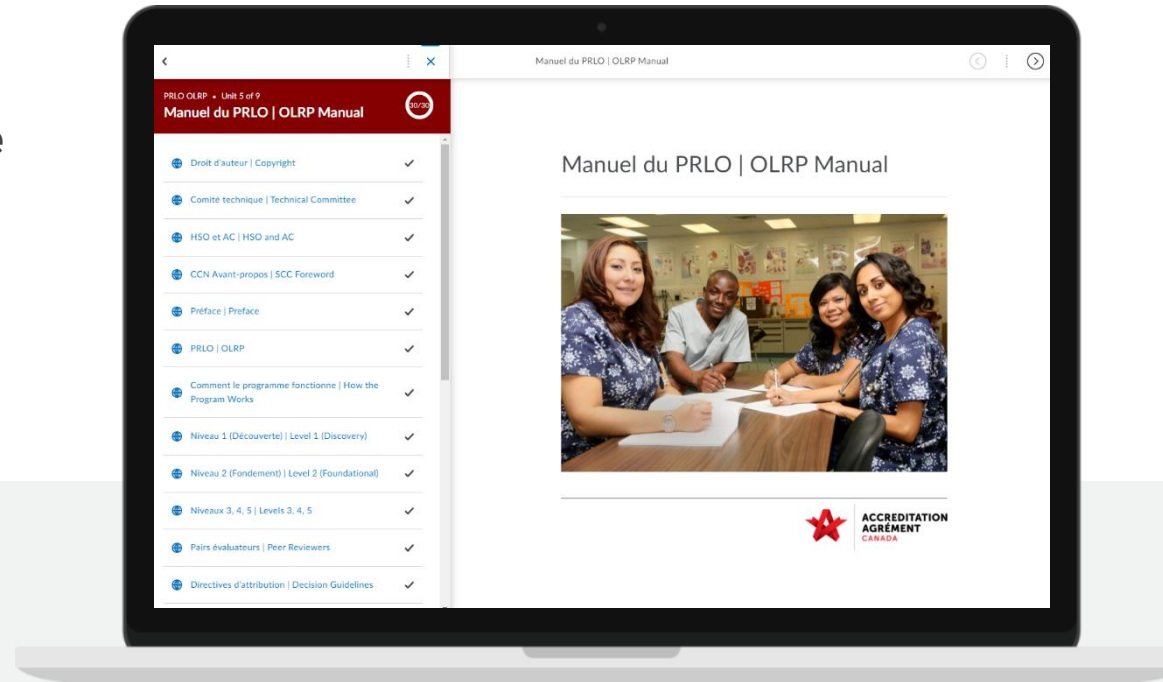 e
Manuel du PRLO | OLRP Manual
PRLO OLRP • Unit 5 of 9
Manuel du PRLO | OLRP Manual
30/30
Droit d'auteur | Copyright
Comité technique | Technical Committee
HSO et AC | HSO and AC
CCN Avant-propos | SCC Foreword
Préface | Preface
PRLO | OLRP
Comment le programme fonctionne | How the
Program Works
Niveau 1 (Découverte) | Level 1 (Discovery)
Niveau 2 (Fondement) | Level 2 (Foundational)
Niveaux 3, 4, 5 | Levels 3, 4, 5
Pairs évaluateurs | Peer Reviewers
Directives d'attribution | Decision Guidelines
Manuel du PRLO | OLRP Manual
ACCREDITATION
AGRÉMENT
CANADA